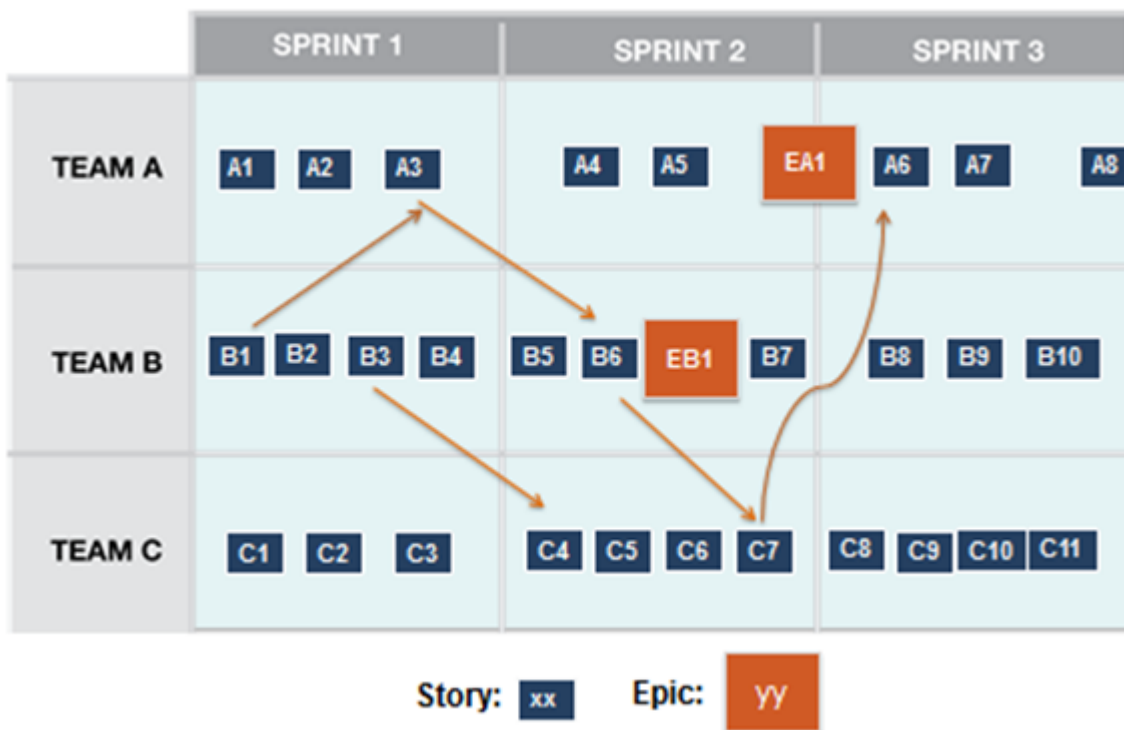 SPRINT 1 SPRINT 2 SPRINT 3
TEAM A A1 A2 A3 A4 A5 EA1 A6 A7 A8
TEAM B B1 B2 B3 B4 B5 B6 EB1 B7 B8 B9 B10
TEAM C C1 C2 C3 C4 C5 C6 C7 C8 C9 C10 C11
Story: xx Epic: yy